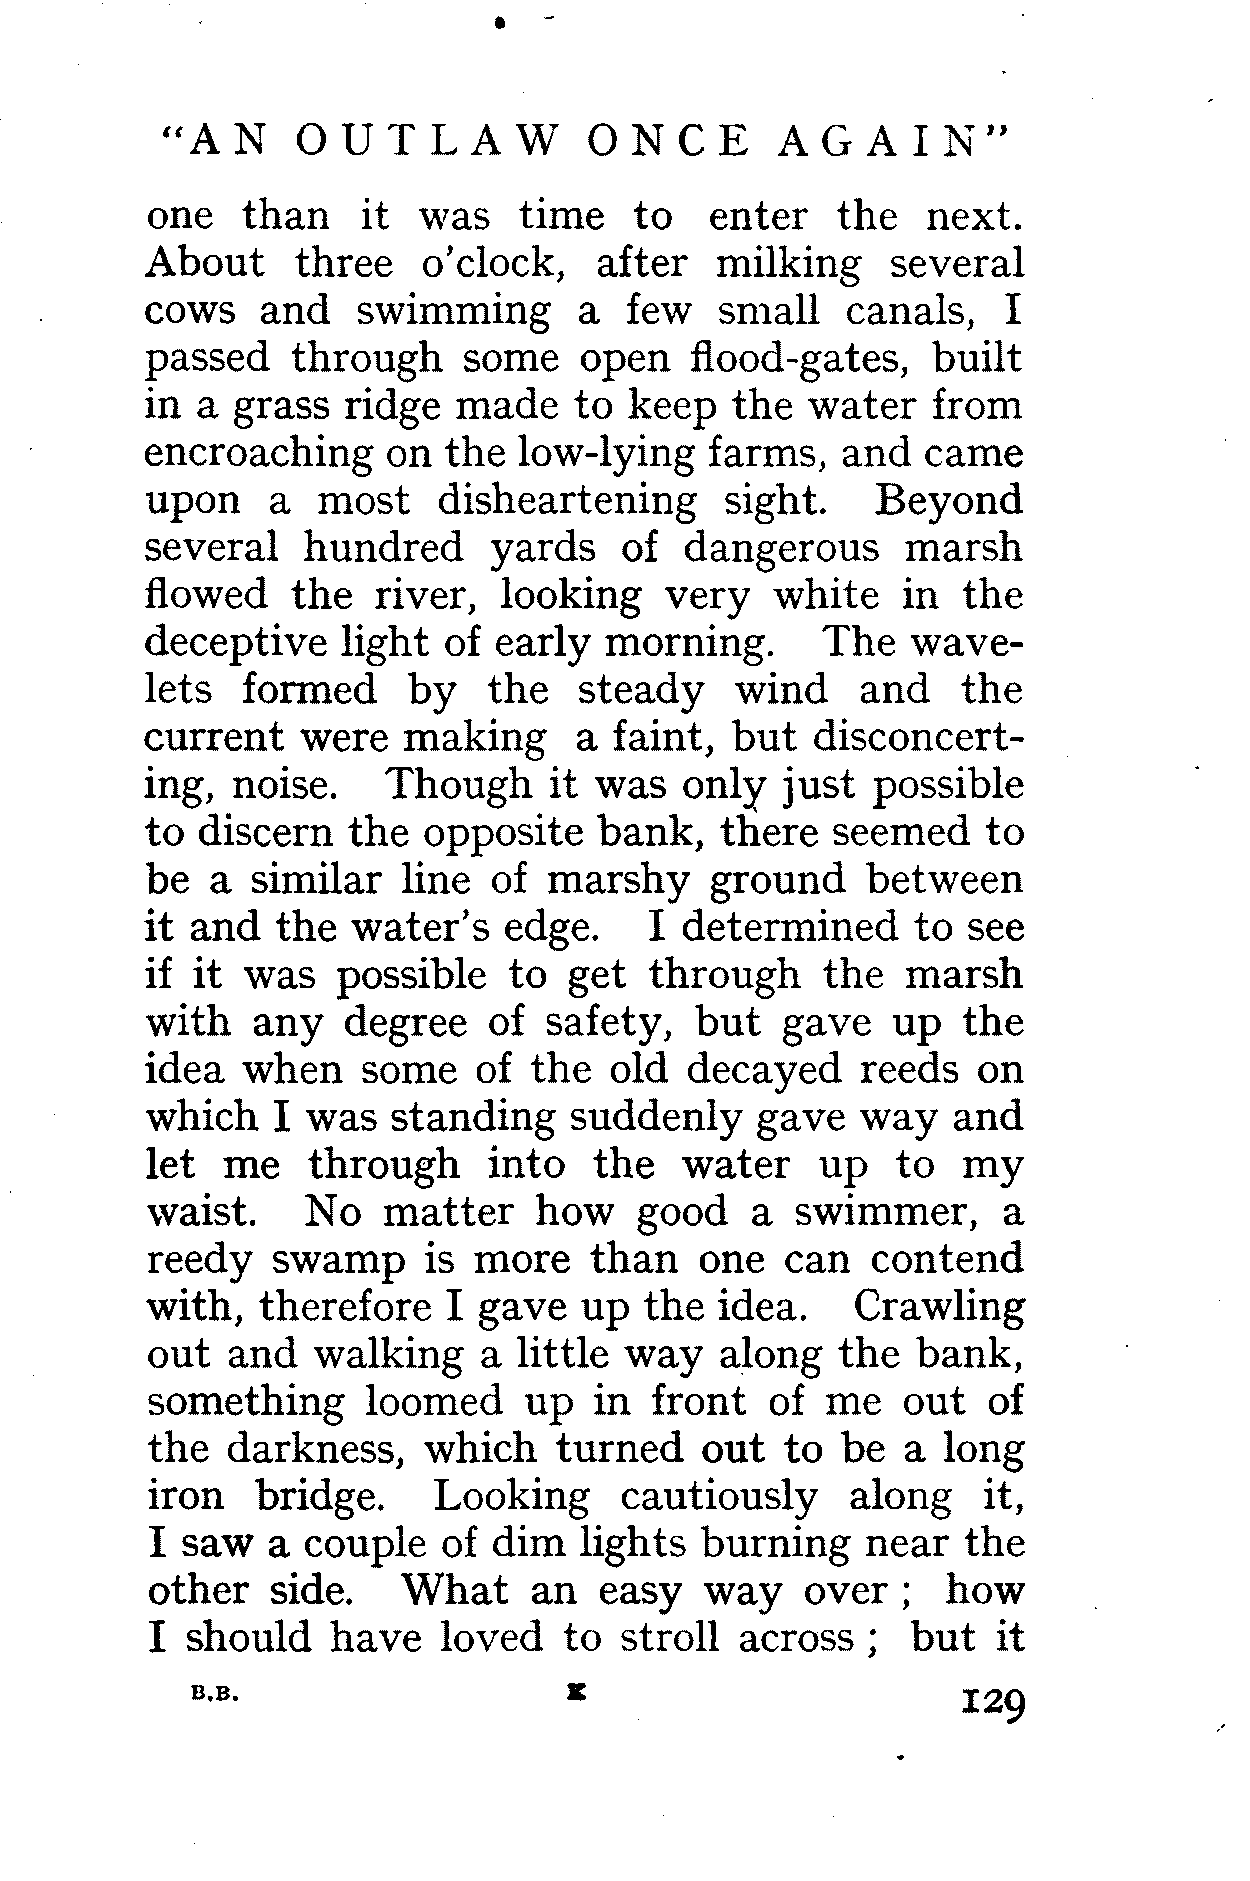 "AN OUTLAW ONCE AGAIN"
one than it was time to enter the next.
About three o'clock, after milking several
cows and swimming a few small canals, I
passed through some open flood-gates, built
in a grass ridge made to keep the water from
encroaching on the low-lying farms, and came
upon a most disheartening sight. Beyond
several hundred yards of dangerous marsh
flowed the river, looking very white in the
deceptive light of early morning. The wave-
lets formed by the steady wind and the
current were making a faint, but disconcert-
ing, noise. Though it was only just possible
to discern the opposite bank, there seemed to
be a similar line of marshy ground between
it and the water's edge. I determined to see
if it was possible to get through the marsh
with any degree of safety, but gave up the
idea when some of the old decayed reeds on
which I was standing suddenly gave way and
let me through into the water up to my
waist. No matter how good a swimmer, a
reedy swamp is more than one can contend
with, therefore I gave up the idea. Crawling
out and walking a little way along the bank,
something loomed up in front of me out of
the darkness, which turned out to be a long
iron bridge. Looking cautiously along it,
I saw a couple of dim lights burning near the
other side. What an easy way over ; how
I should have loved to stroll across ; but it
B.B. K 129